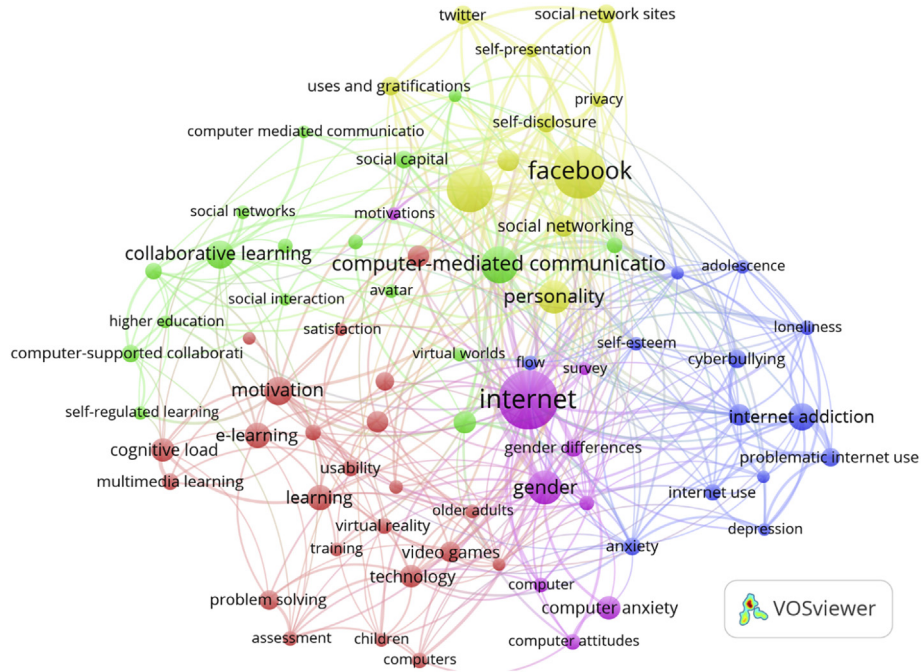 twitter
social network sites
self-presentation
uses and gratifications
privacy
self-disclosure
computer mediated communicatio
social capital
facebook
social networks
motivations
social networking
collaborative learning
computer-mediated communicatio
adolescence
avatar
personality
social interaction
higher education
satisfaction
loneliness
self-esteem
computer-supported collaborati
virtual worlds
flow
survey
cyberbullying
motivation
internet
self-regulated learning
internet addiction
e-learning
cognitive load
gender differences
problematic internet use
usability
multimedia learning
gender
internet use
learning
older adults
virtual reality
depression
training
video games
anxiety
technology
computer
problem solving
computer anxiety
VOSviewer
assessment
children
computer attitudes
computers